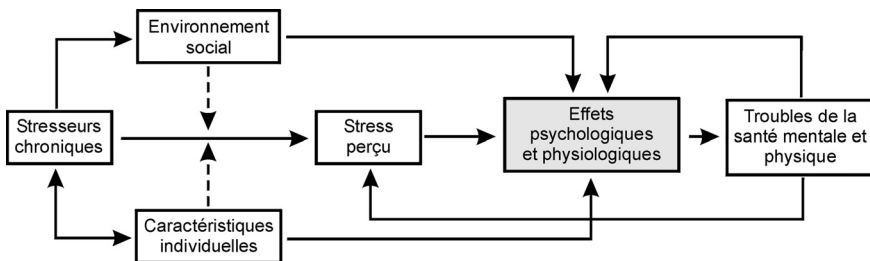 Environnement
social
Stresseurs
chroniques
Stress
perçu
Effets
psychologiques
et physiologiques
Troubles de la
santé mentale et
physique
Caractéristiques
individuelles